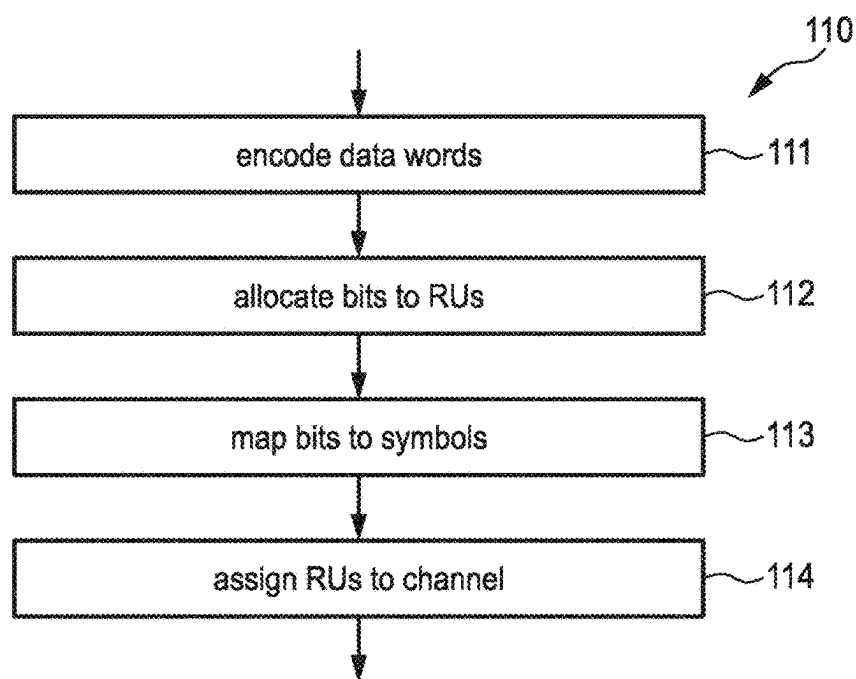 110
encode data words
111
allocate bits to RUs
112
map bits to symbols
113
assign RUs to channel
114